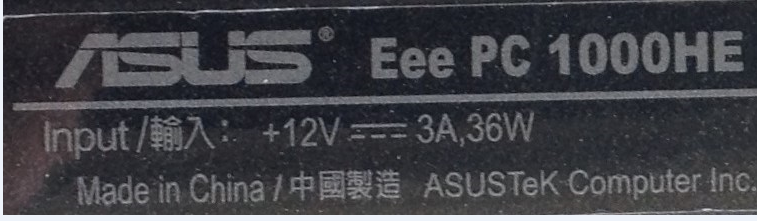 ASUS® Eee PC 1000HE
Input /輸入: +12V ⎓ 3A,36W
Made in China / 中國製造 ASUSTeK Computer Inc.